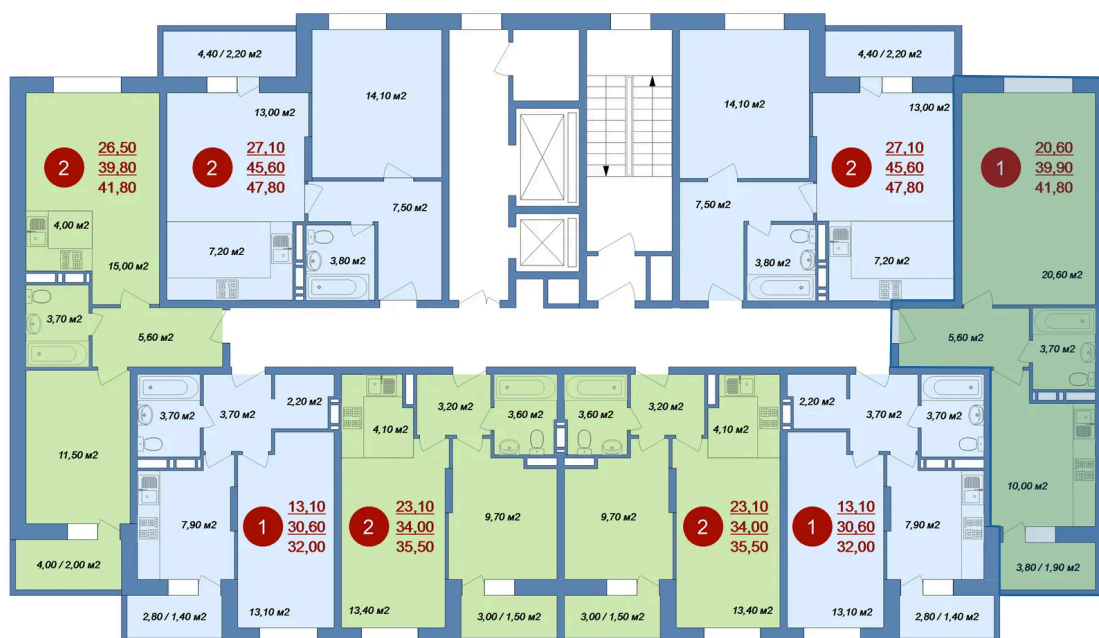 4,40 / 2,20 м2
14,10 м2
13,00 м2
2
26,50
39,80
41,80
2
27,10
45,60
47,80
4,00 м2
15,00 м2
7,20 м2
7,50 м2
3,80 м2
3,70 м2
5,60 м2
11,50 м2
4,00 / 2,00 м2
14,10 м2
4,40 / 2,20 м2
13,00 м2
2
27,10
45,60
47,80
1
20,60
39,90
41,80
7,50 м2
3,80 м2
7,20 м2
20,60 м2
5,60 м2
3,70 м2
10,00 м2
3,80 / 1,90 м2
3,70 м2
3,70 м2
2,20 м2
7,90 м2
1
13,10
30,60
32,00
13,10 м2
2,80 / 1,40 м2
4,10 м2
3,20 м2
3,60 м2
2
23,10
34,00
35,50
9,70 м2
13,40 м2
3,00 / 1,50 м2
3,60 м2
3,20 м2
4,10 м2
9,70 м2
2
23,10
34,00
35,50
3,00 / 1,50 м2
13,40 м2
2,20 м2
3,70 м2
3,70 м2
1
13,10
30,60
32,00
7,90 м2
13,10 м2
2,80 / 1,40 м2